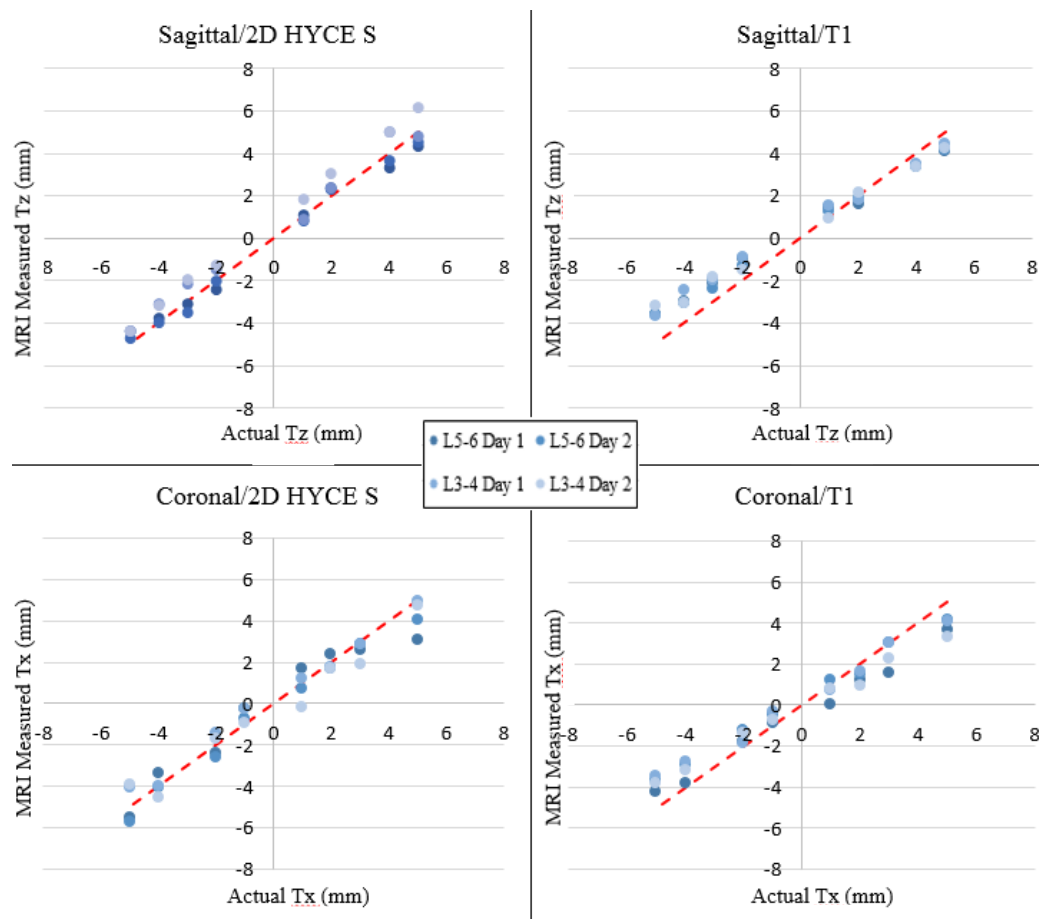 Sagittal/2D HYCE S
8
6
4
2
0
-2
-4
-6
-8
8 -6 -4 -2 0 2 4 6 8
MRI Measured Tz (mm)
Actual Tz (mm)
Sagittal/T1
8
6
4
2
0
-2
-4
-6
-8
8 -6 -4 -2 0 2 4 6 8
MRI Measured Tz (mm)
Actual Tz (mm)
L5-6 Day 1 L5-6 Day 2
L3-4 Day 1 L3-4 Day 2
Coronal/2D HYCE S
8
6
4
2
0
-2
-4
-6
-8
8 -6 -4 -2 0 2 4 6 8
MRI Measured Tx (mm)
Actual Tx (mm)
Coronal/T1
8
6
4
2
0
-2
-4
-6
-8
8 -6 -4 -2 0 2 4 6 8
MRI Measured Tx (mm)
Actual Tx (mm)